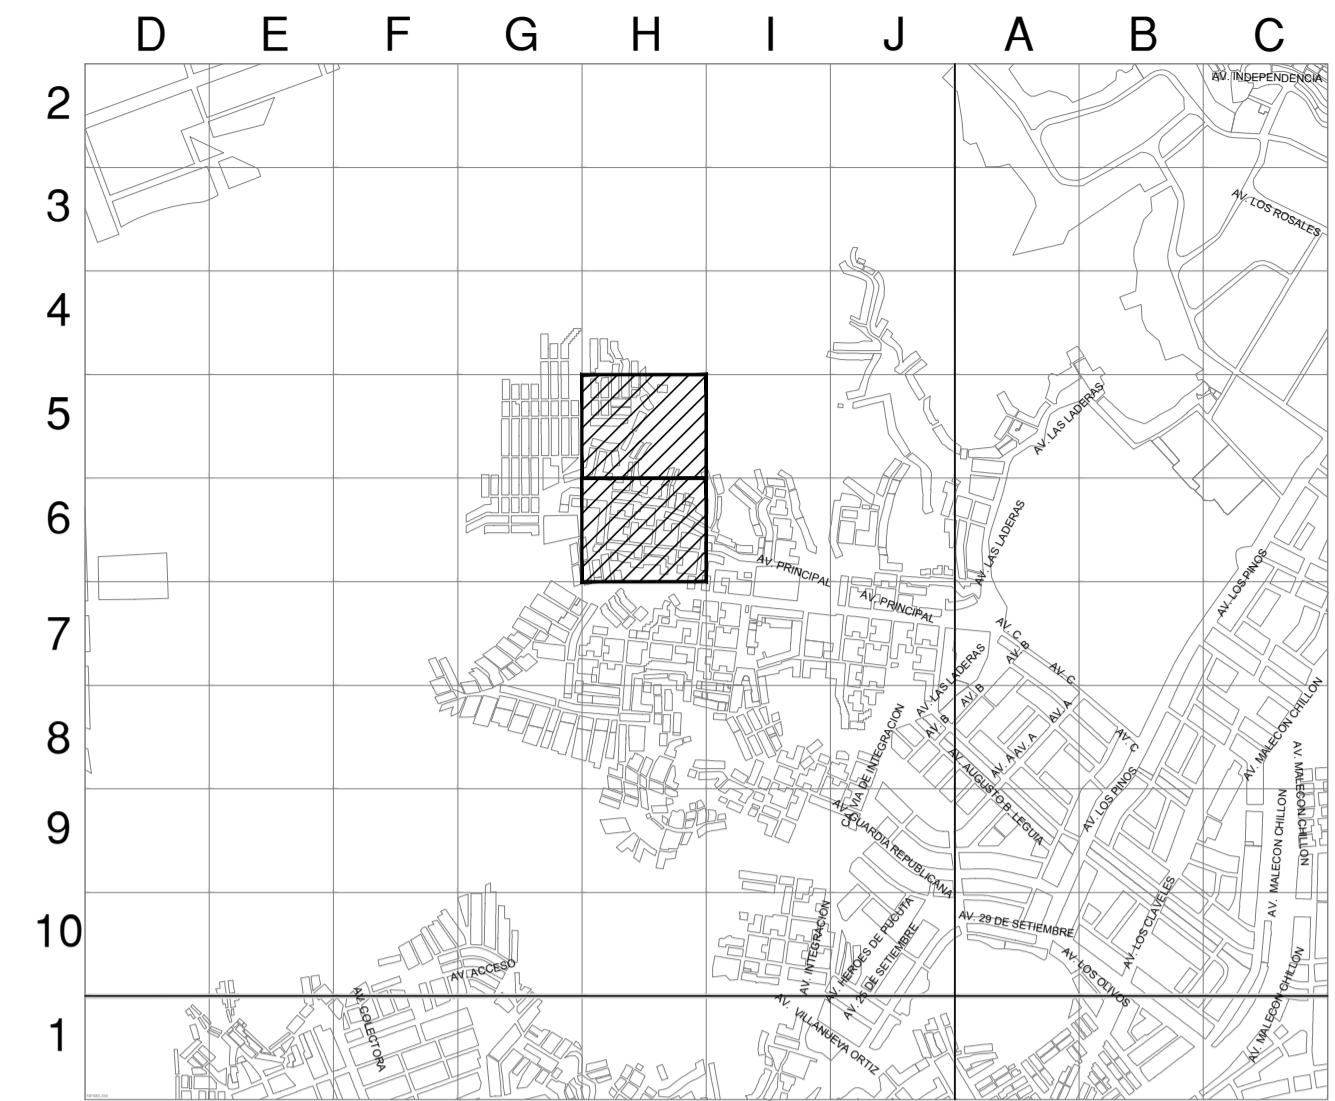 D E F G H I J A B C
2
AV. INDEPENDENCIA
3
AV. LOS ROSALES
4
5
AV. LAS LADERAS
6
AV. LAS LADERAS
AV. PRINCIPAL
AV. PRINCIPAL
AV. LOS PINOS
7
AV. C
AV. B
AV. C
AV. LAS LADERAS
AV. B
AV. B
AV. A
AV. A
AV. A
AV. C
8
AV. MALECON CHILLON
AV. MALECON CHILLON
VIA DE INTEGRACION
AV. AUGUSTO B. LEGUIA
AV. LOS PINOS
9
AV. GUARDIA REPUBLICANA
AV. MALECON CHILLON
10
AV. INTEGRACION
AV. HEROES DE PUCUTA
AV. 25 DE SETIEMBRE
AV. 29 DE SETIEMBRE
AV. LOS CLAVELES
AV. LOS OLIVOS
AV. ACCESO
AV. MALECON CHILLON
1
AV. COLECTORA
AV. VILLANUEVA ORTIZ